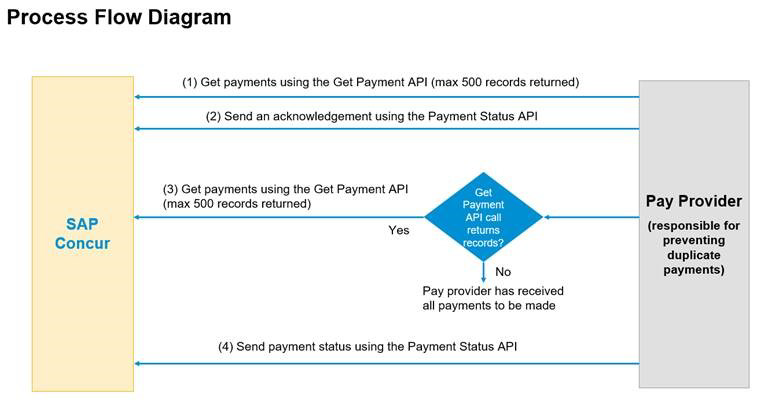 Process Flow Diagram
(1) Get payments using the Get Payment API (max 500 records returned)
(2) Send an acknowledgement using the Payment Status API
(3) Get payments using the Get Payment API
(max 500 records returned)
Yes
Get
Payment
API call
returns
records?
No
Pay provider has received
all payments to be made
SAP
Concur
Pay Provider
(responsible for
preventing
duplicate
payments)
(4) Send payment status using the Payment Status API